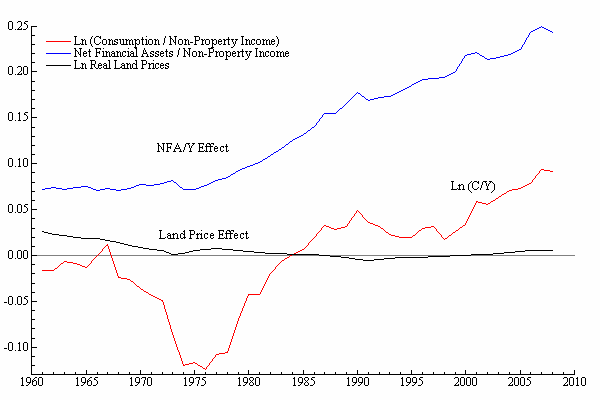 0.25
Ln (Consumption / Non-Property Income)
Net Financial Assets / Non-Property Income
Ln Real Land Prices
0.20
0.15
NFA/Y Effect
0.10
Ln (C/Y)
0.05
Land Price Effect
0.00
-0.05
-0.10
1960 1965 1970 1975 1980 1985 1990 1995 2000 2005 2010